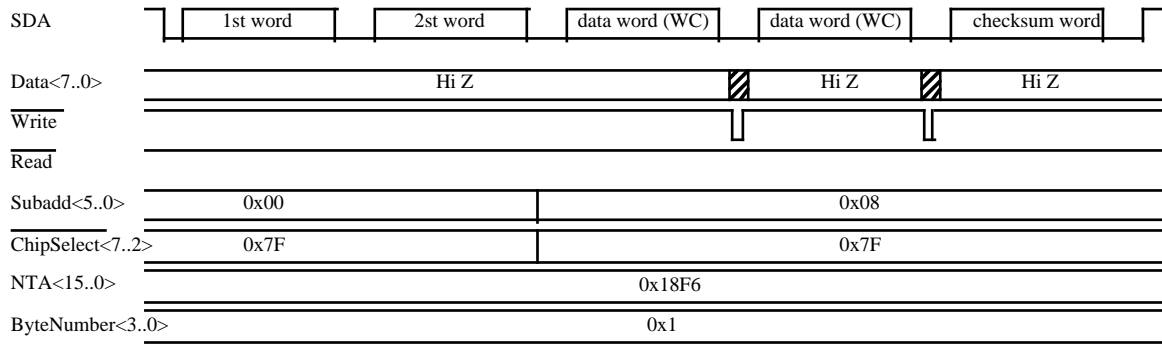 SDA 1st word 2st word data word (WC) data word (WC) checksum word
Data<7..0> Hi Z Hi Z Hi Z
Write
Read
Subadd<5..0> 0x00 0x08
ChipSelect<7..2> 0x7F 0x7F
NTA<15..0> 0x18F6
ByteNumber<3..0> 0x1